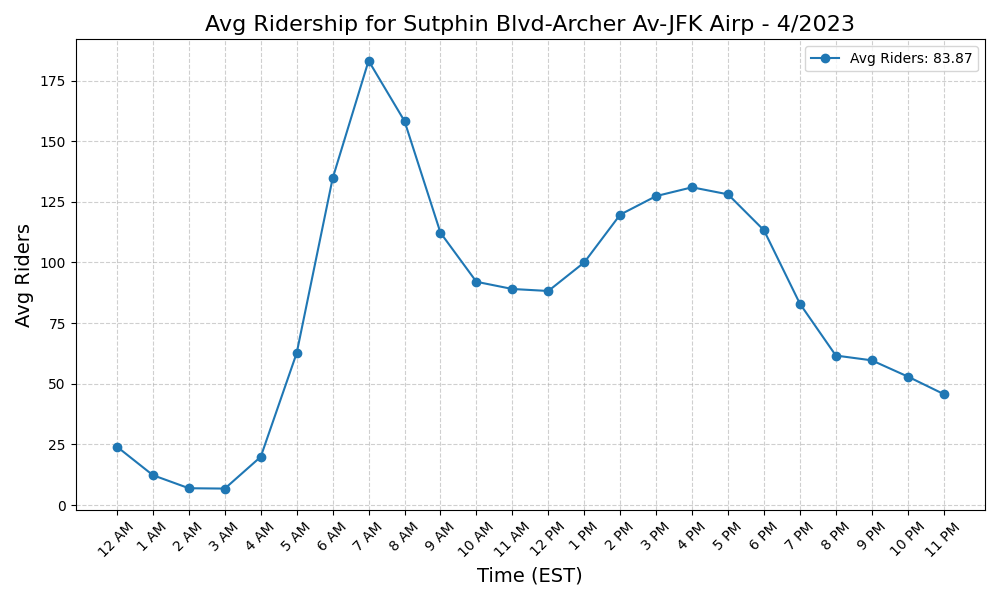 Avg Ridership for Sutphin Blvd-Archer Av-JFK Airp - 4/2023
Avg Riders: 83.87
Avg Riders
175
150
125
100
75
50
25
0
12 AM
1 AM
2 AM
3 AM
4 AM
5 AM
6 AM
7 AM
8 AM
9 AM
10 AM
11 AM
12 PM
1 PM
2 PM
3 PM
4 PM
5 PM
6 PM
7 PM
8 PM
9 PM
10 PM
11 PM
Time (EST)